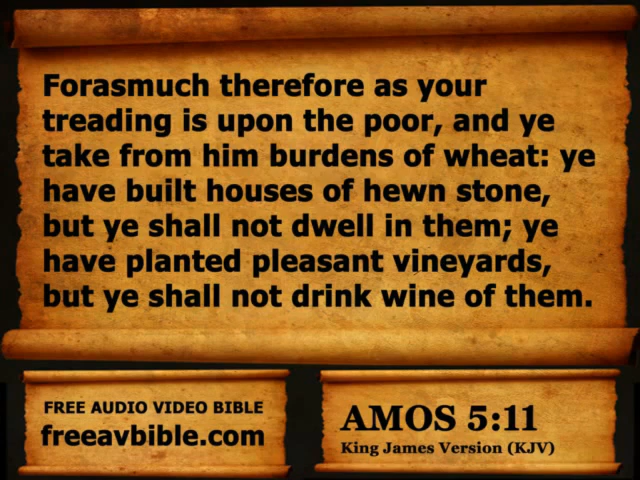 Forasmuch therefore as your
treading is upon the poor, and ye
take from him burdens of wheat: ye
have built houses of hewn stone,
but ye shall not dwell in them; ye
have planted pleasant vineyards,
but ye shall not drink wine of them.
FREE AUDIO VIDEO BIBLE
freeavbible.com
AMOS 5:11
King James Version (KJV)